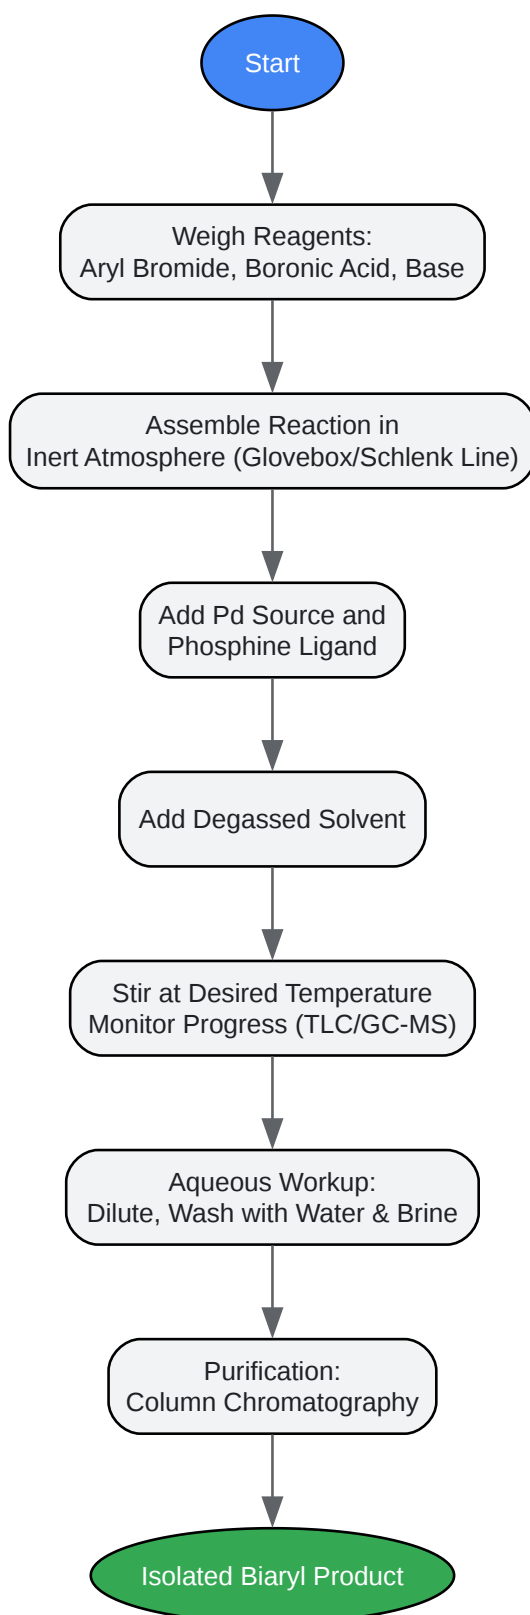 Start
Weigh Reagents:
Aryl Bromide, Boronic Acid, Base
Assemble Reaction in
Inert Atmosphere (Glovebox/Schlenk Line)
Add Pd Source and
Phosphine Ligand
Add Degassed Solvent
Stir at Desired Temperature
Monitor Progress (TLC/GC-MS)
Aqueous Workup:
Dilute, Wash with Water & Brine
Purification:
Column Chromatography
Isolated Biaryl Product